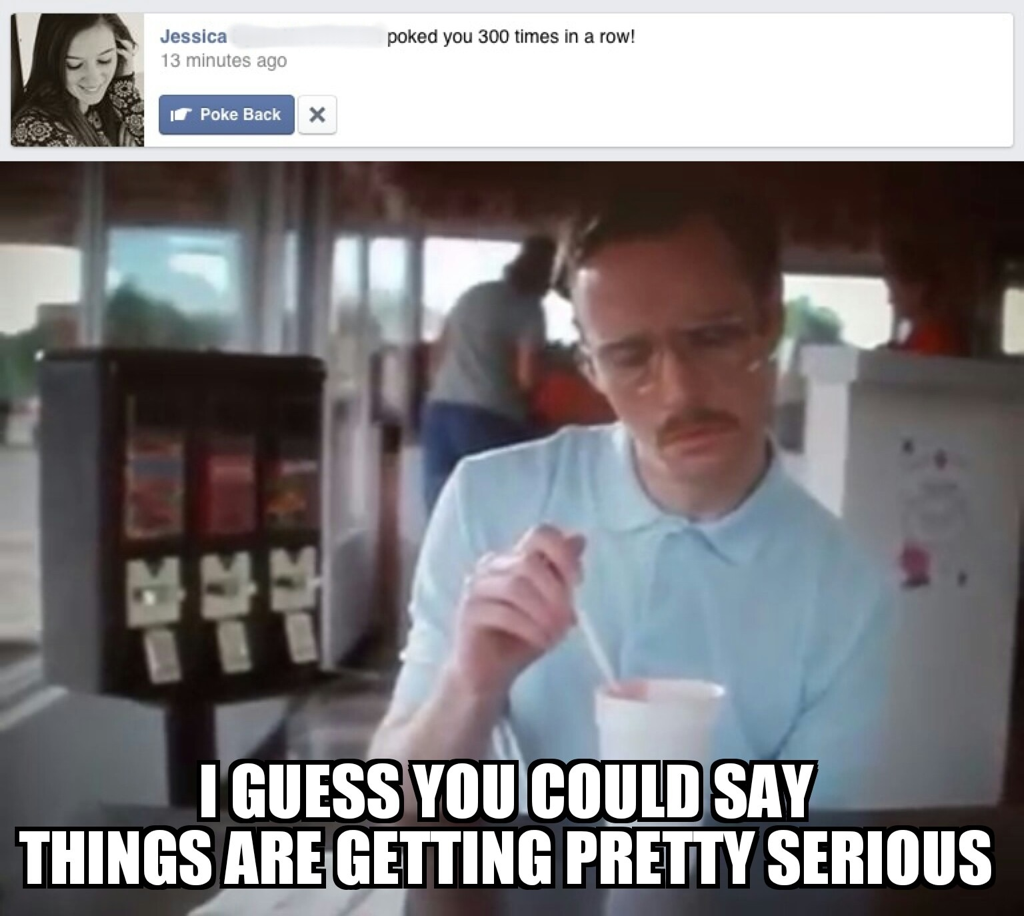 Jessica poked you 300 times in a row!
13 minutes ago
Poke Back
I GUESS YOU COULD SAY
THINGS ARE GETTING PRETTY SERIOUS